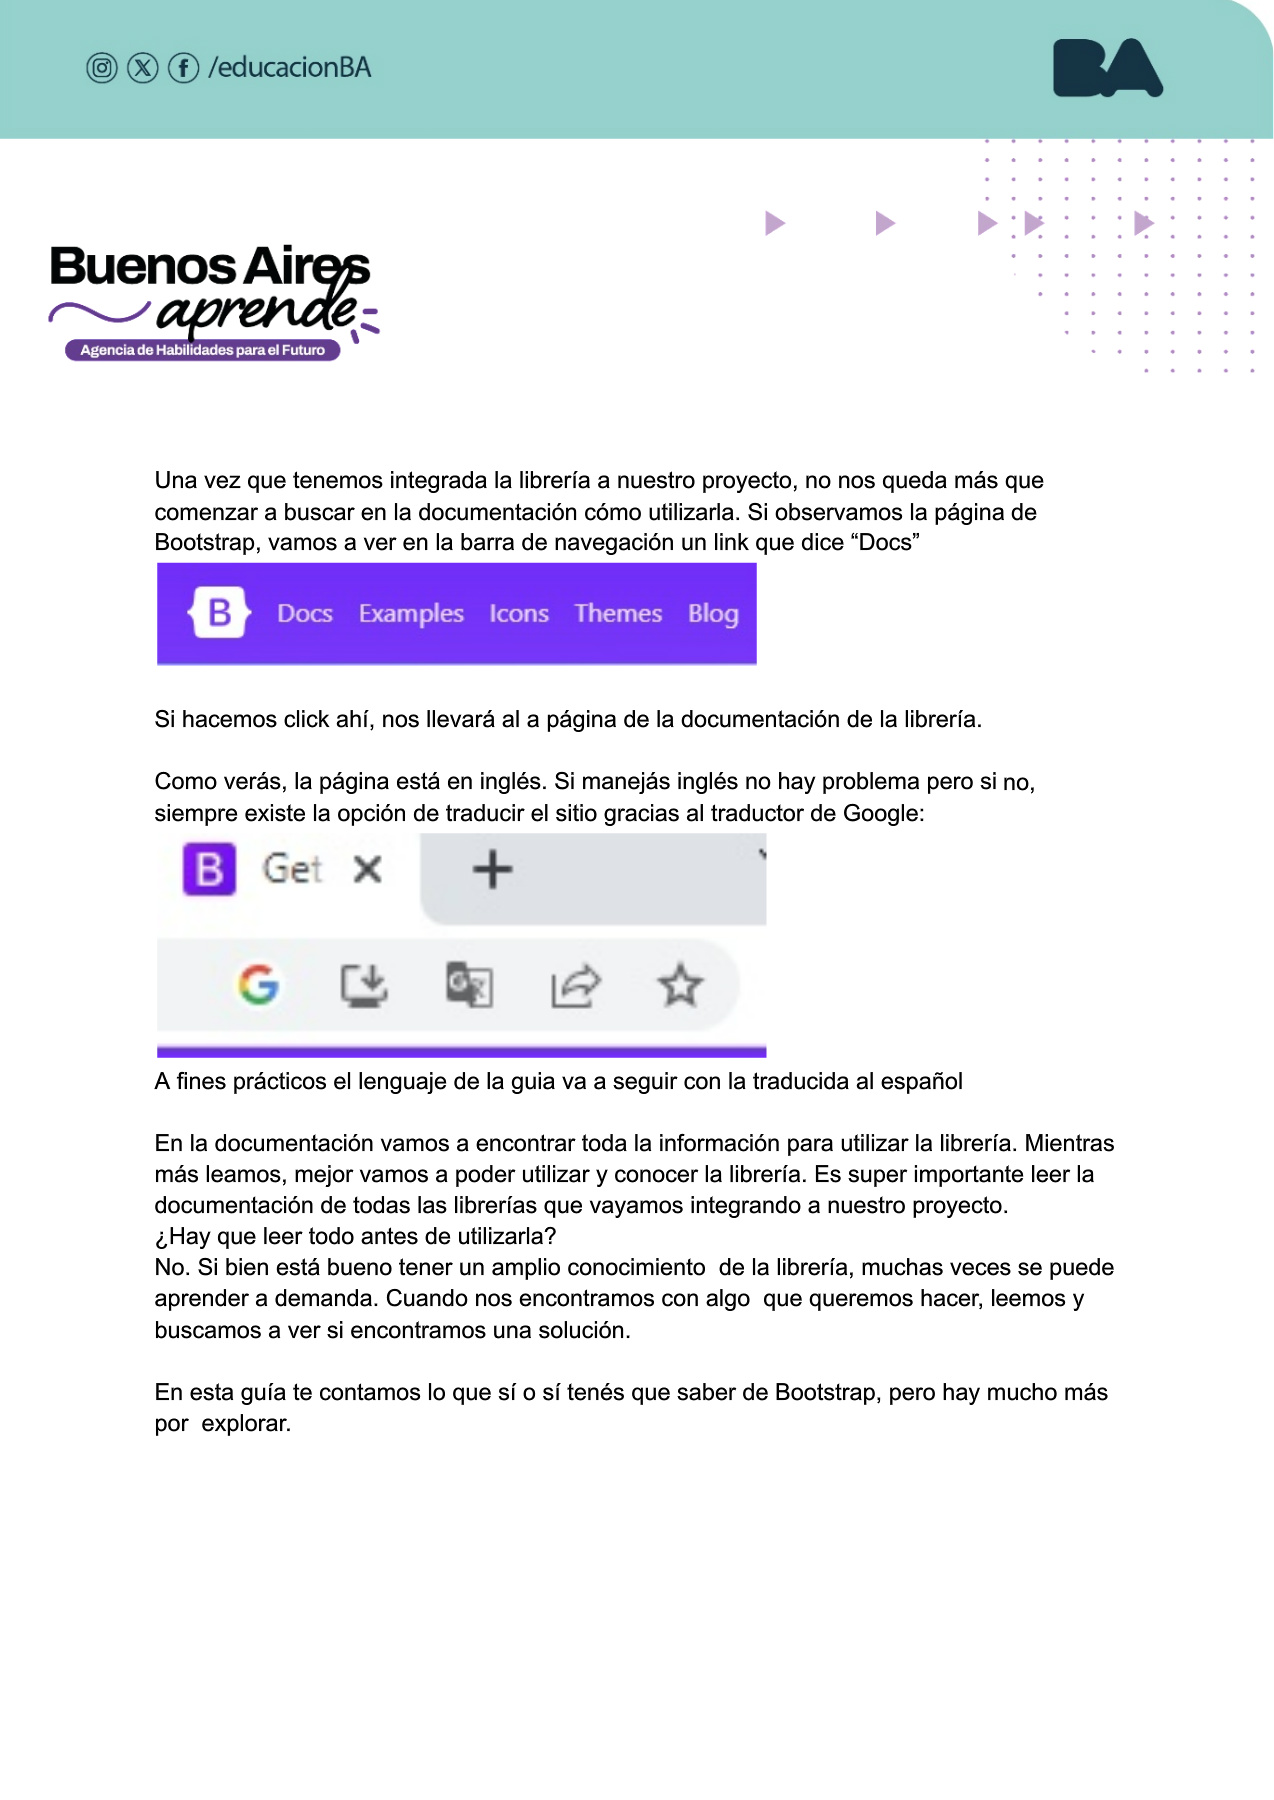 /educacionBA
BA
Buenos Aires
aprende
Agencia de Habilidades para el Futuro
Una vez que tenemos integrada la librería a nuestro proyecto, no nos queda más que
comenzar a buscar en la documentación cómo utilizarla. Si observamos la página de
Bootstrap, vamos a ver en la barra de navegación un link que dice “Docs”
B Docs Examples Icons Themes Blog
Si hacemos click ahí, nos llevará al a página de la documentación de la librería.
Como verás, la página está en inglés. Si manejás inglés no hay problema pero si no,
siempre existe la opción de traducir el sitio gracias al traductor de Google:
B Get
G
A fines prácticos el lenguaje de la guia va a seguir con la traducida al español
En la documentación vamos a encontrar toda la información para utilizar la librería. Mientras
más leamos, mejor vamos a poder utilizar y conocer la librería. Es super importante leer la
documentación de todas las librerías que vayamos integrando a nuestro proyecto.
¿Hay que leer todo antes de utilizarla?
No. Si bien está bueno tener un amplio conocimiento  de la librería, muchas veces se puede
aprender a demanda. Cuando nos encontramos con algo  que queremos hacer, leemos y
buscamos a ver si encontramos una solución.
En esta guía te contamos lo que sí o sí tenés que saber de Bootstrap, pero hay mucho más
por  explorar.